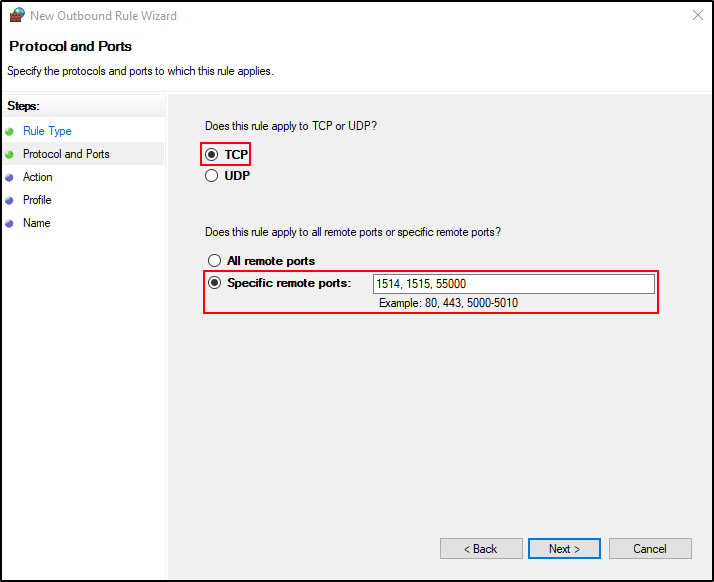 New Outbound Rule Wizard
Protocol and Ports
Specify the protocols and ports to which this rule applies.
Steps:
Rule Type
Protocol and Ports
Action
Profile
Name
Does this rule apply to TCP or UDP?
TCP
UDP
Does this rule apply to all remote ports or specific remote ports?
All remote ports
Specific remote ports: 1514, 1515, 55000
Example: 80, 443, 5000-5010
< Back Next > Cancel